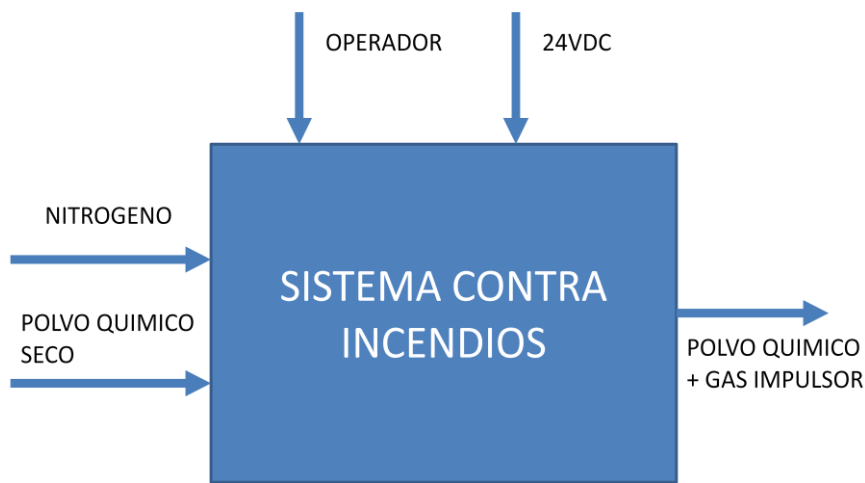 OPERADOR
24VDC
NITROGENO
POLVO QUIMICO
SECO
SISTEMA CONTRA
INCENDIOS
POLVO QUIMICO
+ GAS IMPULSOR